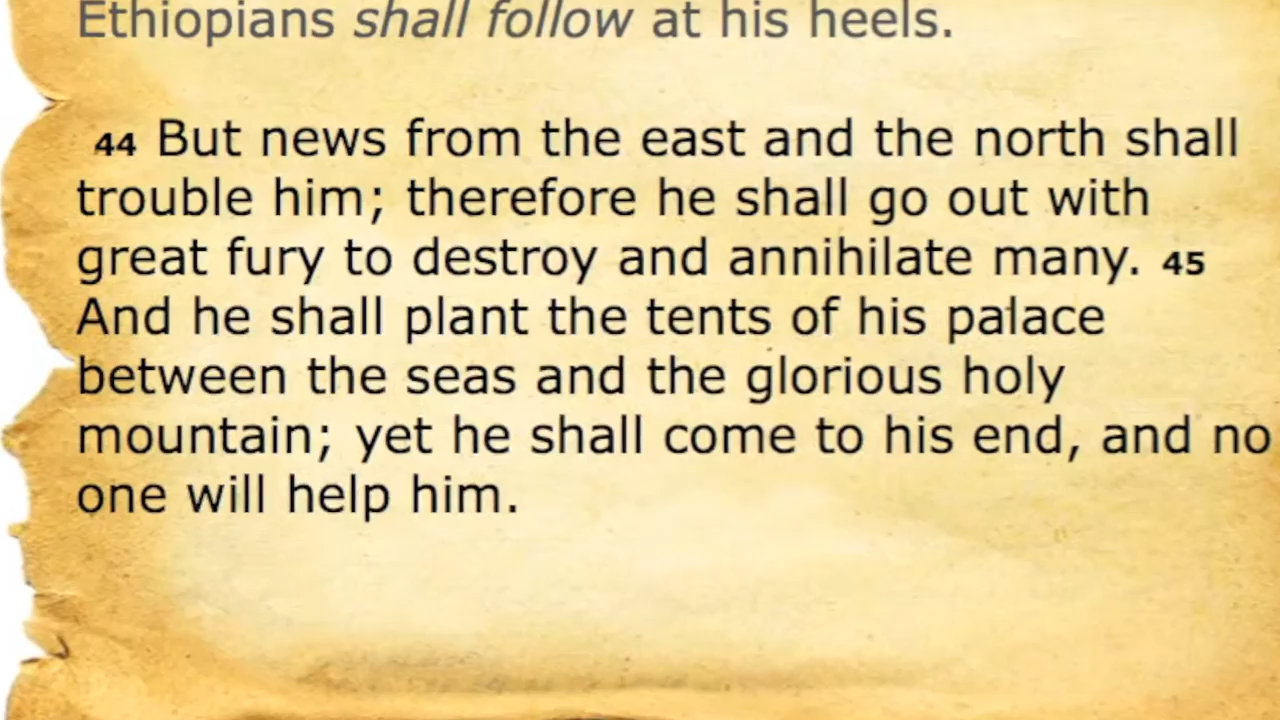 Ethiopians shall follow at his heels.
44 But news from the east and the north shall
trouble him; therefore he shall go out with
great fury to destroy and annihilate many. 45
And he shall plant the tents of his palace
between the seas and the glorious holy
mountain; yet he shall come to his end, and no
one will help him.